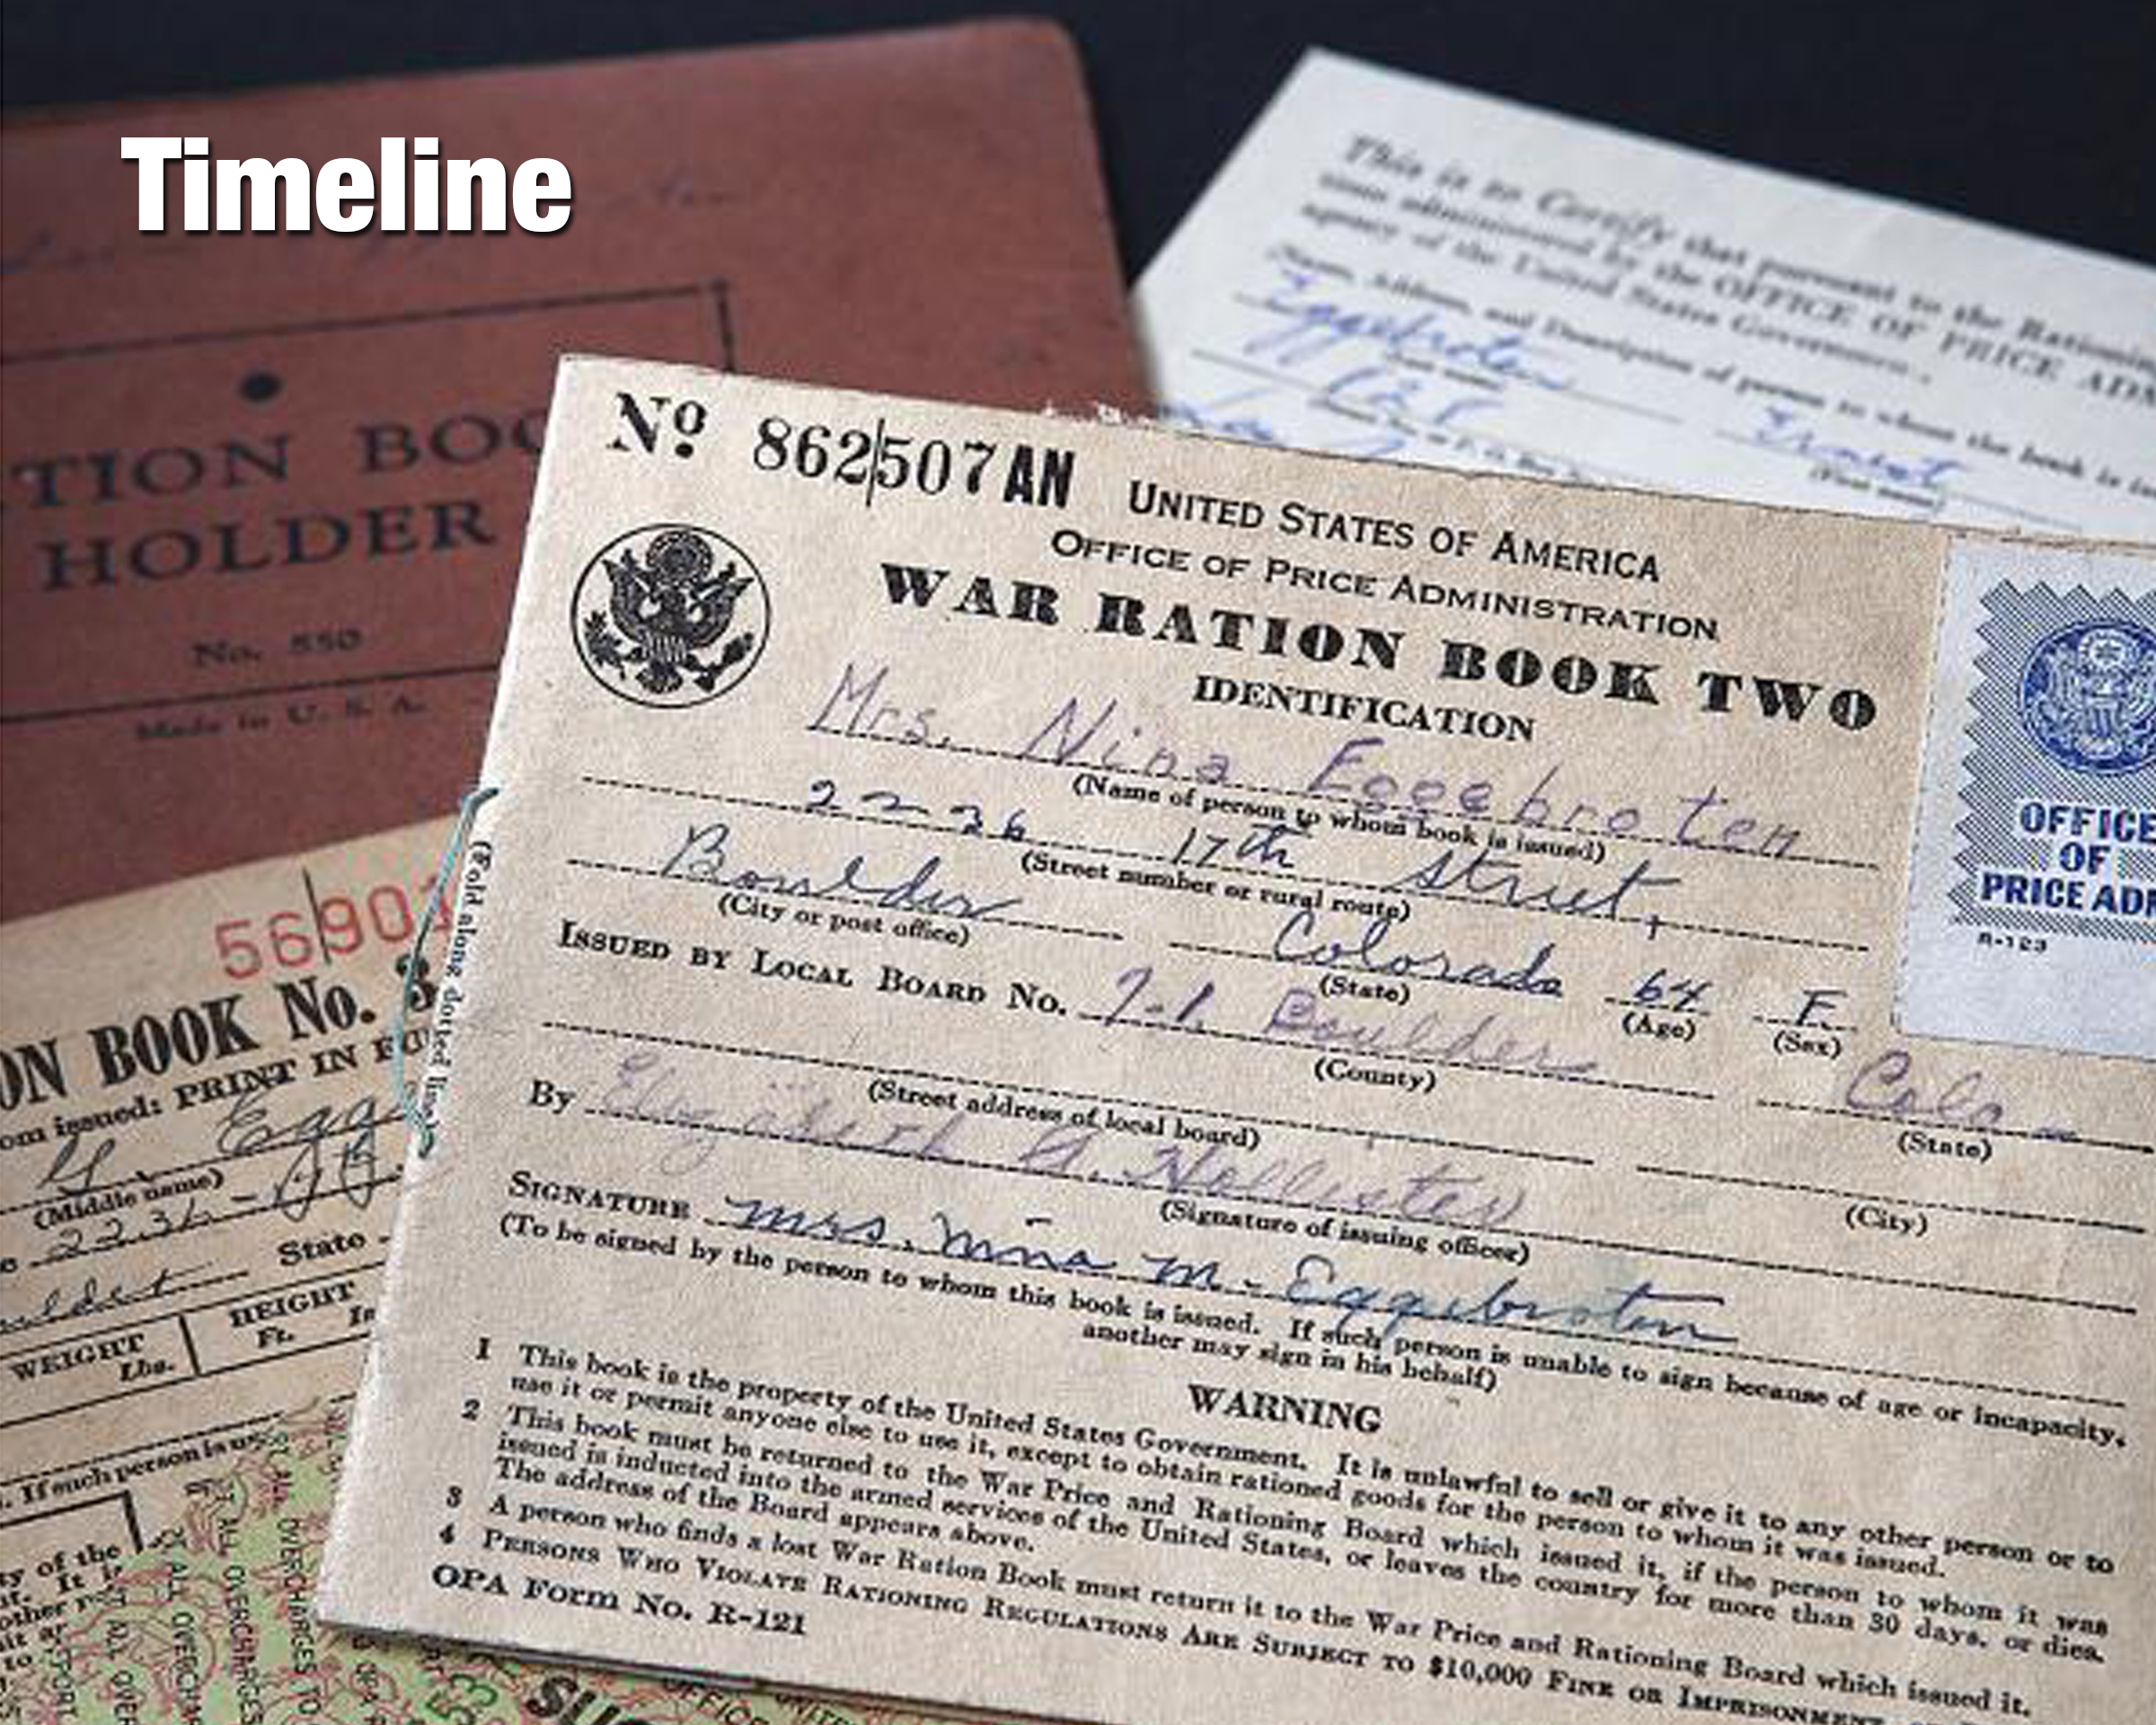 Timeline
TION BOO
HOLDER
No. 550
Made in U. S. A.
This is to Certify that pursuant to the Rationing
administered by the OFFICE OF PRICE ADM
agency of the United States Government.
(Name, Address, and Description of person to whom the book is
Eggebroten
Ernest
(First name)
No 862507 AN
UNITED STATES OF AMERICA
OFFICE OF PRICE ADMINISTRATION
WAR RATION BOOK TWO
IDENTIFICATION
Mrs. Nina Eggebroten
(Name of person to whom book is issued)
2236 17th Street,
(Street number or rural route)
Boulder Colorado 64 F
(City or post office) (State) (Age) (Sex)
ISSUED BY LOCAL BOARD No. 7-1 Boulder Colo
(County) (State)
(Street address of local board) (City)
By Elizabeth G. Hollister
(Signature of issuing officer)
SIGNATURE Mrs. Nina M. Eggebroten
(To be signed by the person to whom this book is issued. If such person is unable to sign because of age or incapacity,
another may sign in his behalf)
WARNING
1 This book is the property of the United States Government. It is unlawful to sell or give it to any other person or to
use it or permit anyone else to use it, except to obtain rationed goods for the person to whom it was issued.
2 This book must be returned to the War Price and Rationing Board which issued it, if the person to whom it was
issued is inducted into the armed services of the United States, or leaves the country for more than 30 days, or dies.
The address of the Board appears above.
3 A person who finds a lost War Ration Book must return it to the War Price and Rationing Board which issued it.
4 PERSONS WHO VIOLATE RATIONING REGULATIONS ARE SUBJECT TO $10,000 FINE OR IMPRISONMENT
OPA Form No. R-121
(Fold along dotted line)
OFFICE
OF
PRICE ADM
R-123
56901
ON BOOK No. 3
om issued: PRINT IN FU
Egg
(Middle name)
2236
State
WEIGHT HEIGHT
Lbs. Ft. In
. If such person is un
ty of the
It is
other
ALL OVERCHARGES TO
53
SUG
OFFICE